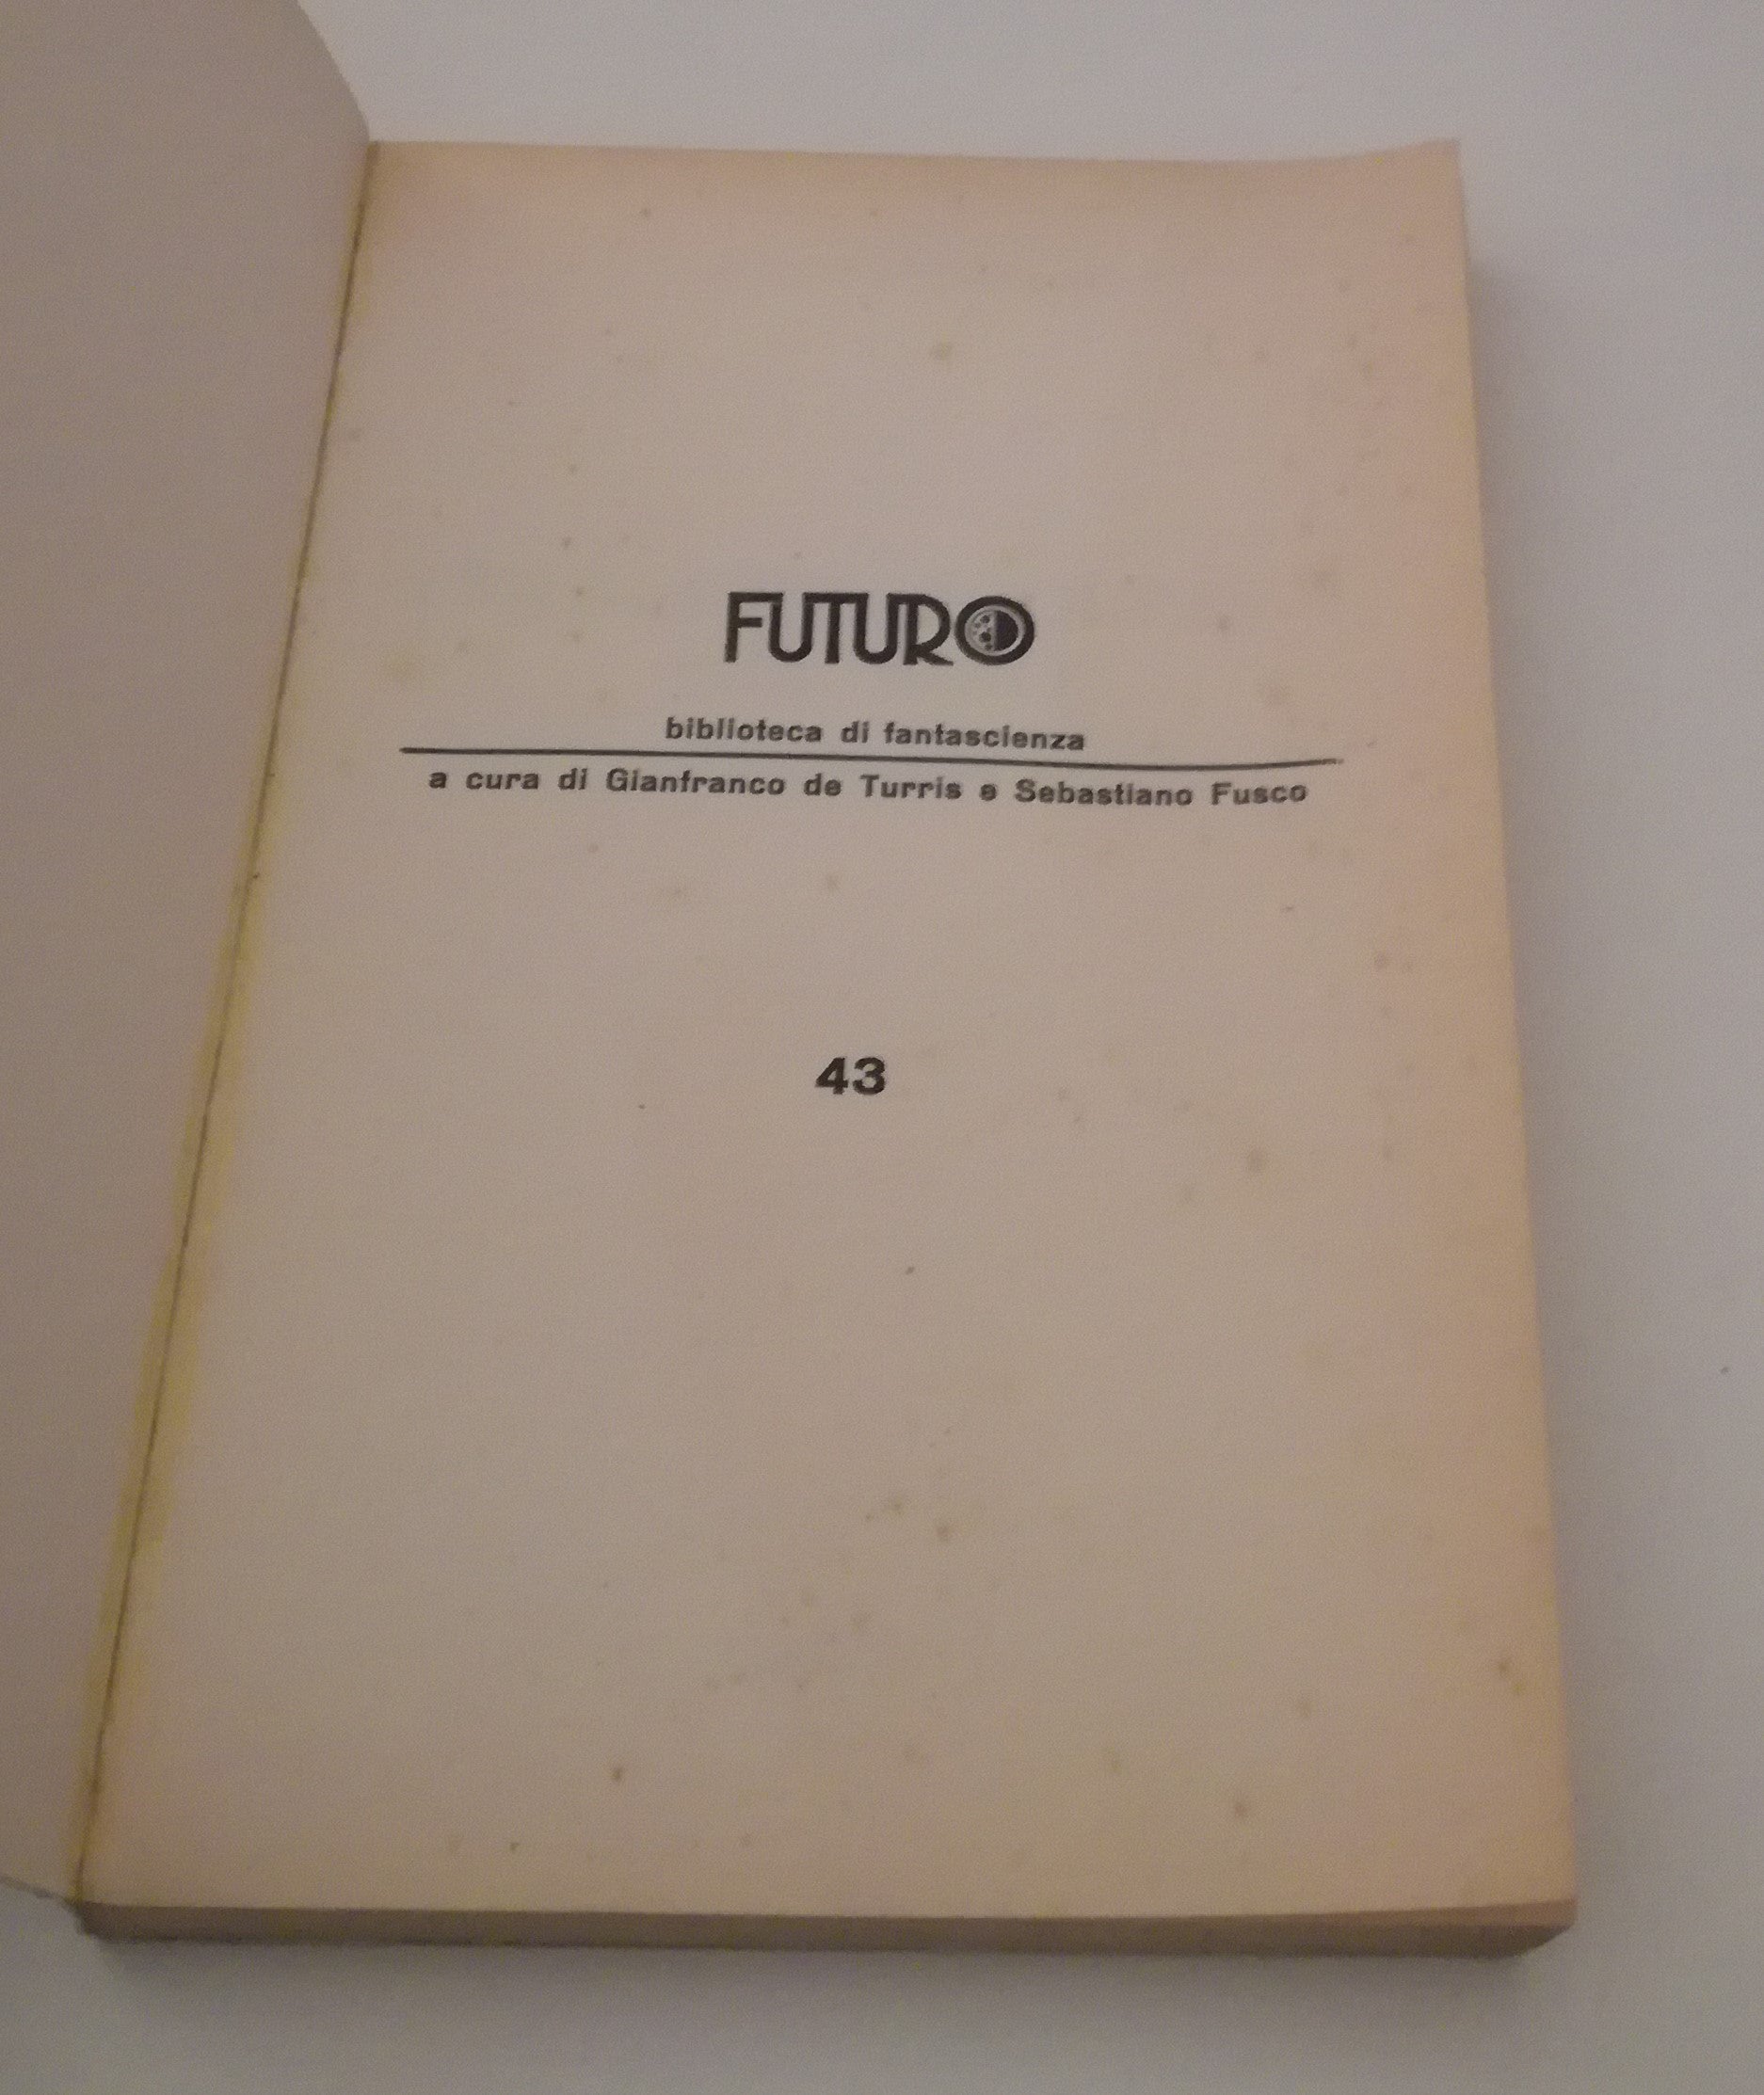 FUTURO
biblioteca di fantascienza
a cura di Gianfranco de Turris e Sebastiano Fusco
43